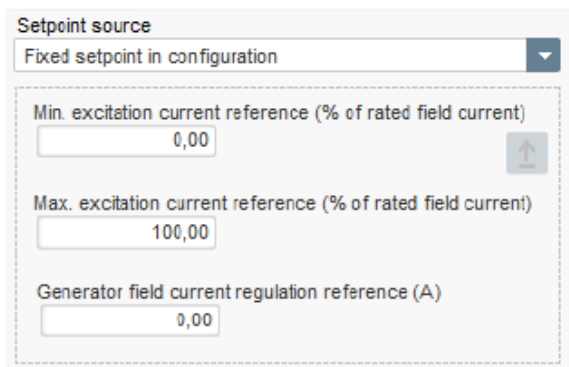 Setpoint source
Fixed setpoint in configuration
Min. excitation current reference (% of rated field current)
0,00
Max. excitation current reference (% of rated field current)
100,00
Generator field current regulation reference (A)
0,00